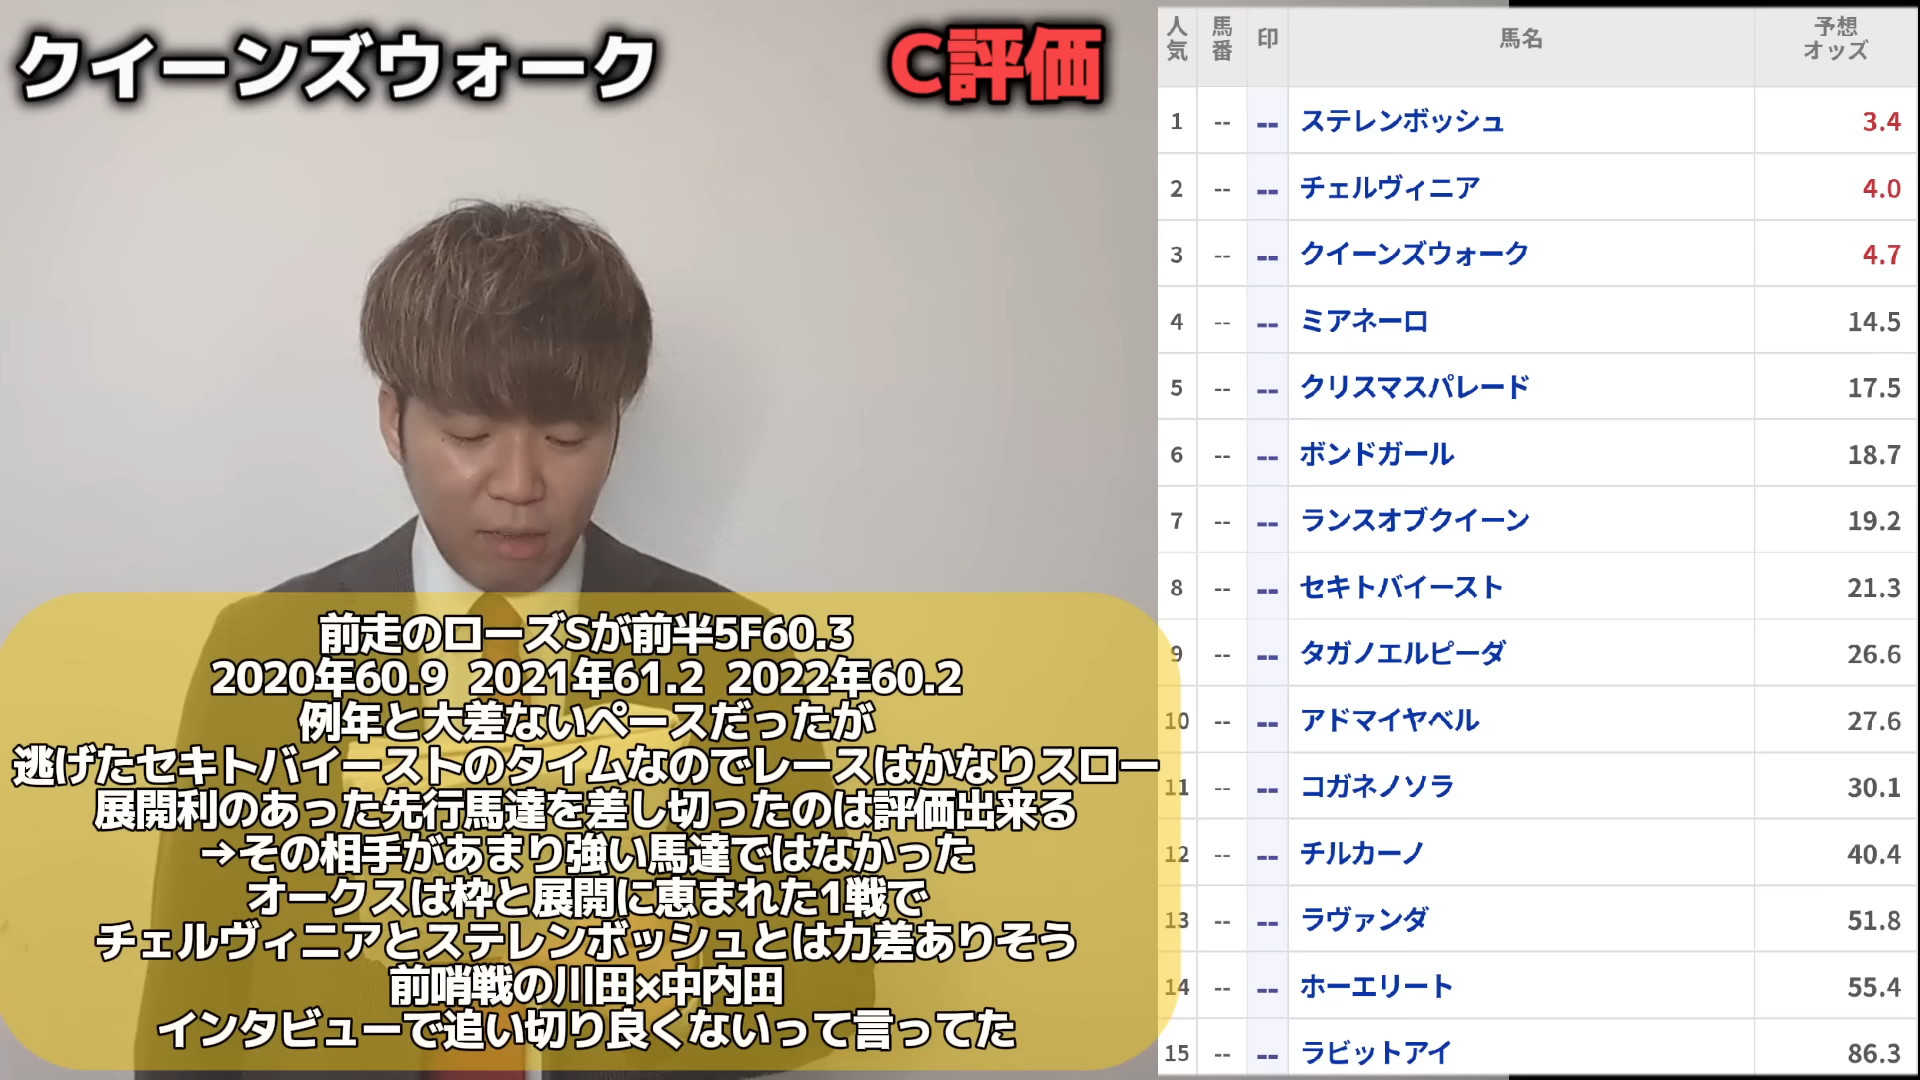 クイーンズウォーク
C評価
前走のローズSが前半5F60.3
2020年60.9 2021年61.2 2022年60.2
例年と大差ないペースだったが
逃げたセキトバイーストのタイムなのでレースはかなりスロー
展開利のあった先行馬達を差し切ったのは評価出来る
→その相手があまり強い馬達ではなかった
オークスは枠と展開に恵まれた1戦で
チェルヴィニアとステレンボッシュとは力差ありそう
前哨戦の川田×中内田
インタビューで追い切り良くないって言ってた
人気 馬番 印 馬名 予想オッズ
1 -- -- ステレンボッシュ 3.4
2 -- -- チェルヴィニア 4.0
3 -- -- クイーンズウォーク 4.7
4 -- -- ミアネーロ 14.5
5 -- -- クリスマスパレード 17.5
6 -- -- ボンドガール 18.7
7 -- -- ランスオブクイーン 19.2
8 -- -- セキトバイースト 21.3
9 -- -- タガノエルピーダ 26.6
10 -- -- アドマイヤベル 27.6
11 -- -- コガネノソラ 30.1
12 -- -- チルカーノ 40.4
13 -- -- ラヴァンダ 51.8
14 -- -- ホーエリート 55.4
15 -- -- ラビットアイ 86.3